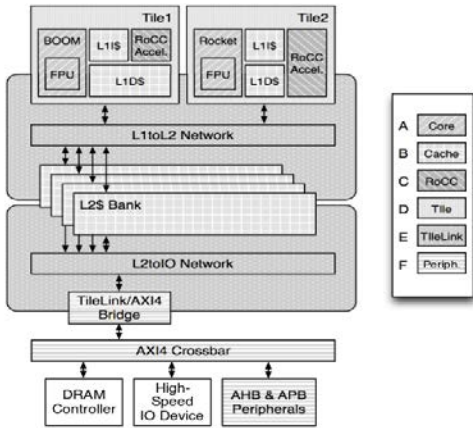 Tile1
Tile2
BOOM
L1I$
RoCC
Accel.
FPU
L1D$
Rocket
L1I$
RoCC
Accel.
FPU
L1D$
L1toL2 Network
L2$ Bank
L2toIO Network
TileLink/AXI4
Bridge
AXI4 Crossbar
DRAM
Controller
High-
Speed
IO Device
AHB & APB
Peripherals
A Core
B Cache
C RoCC
D Tile
E TileLink
F Periph.